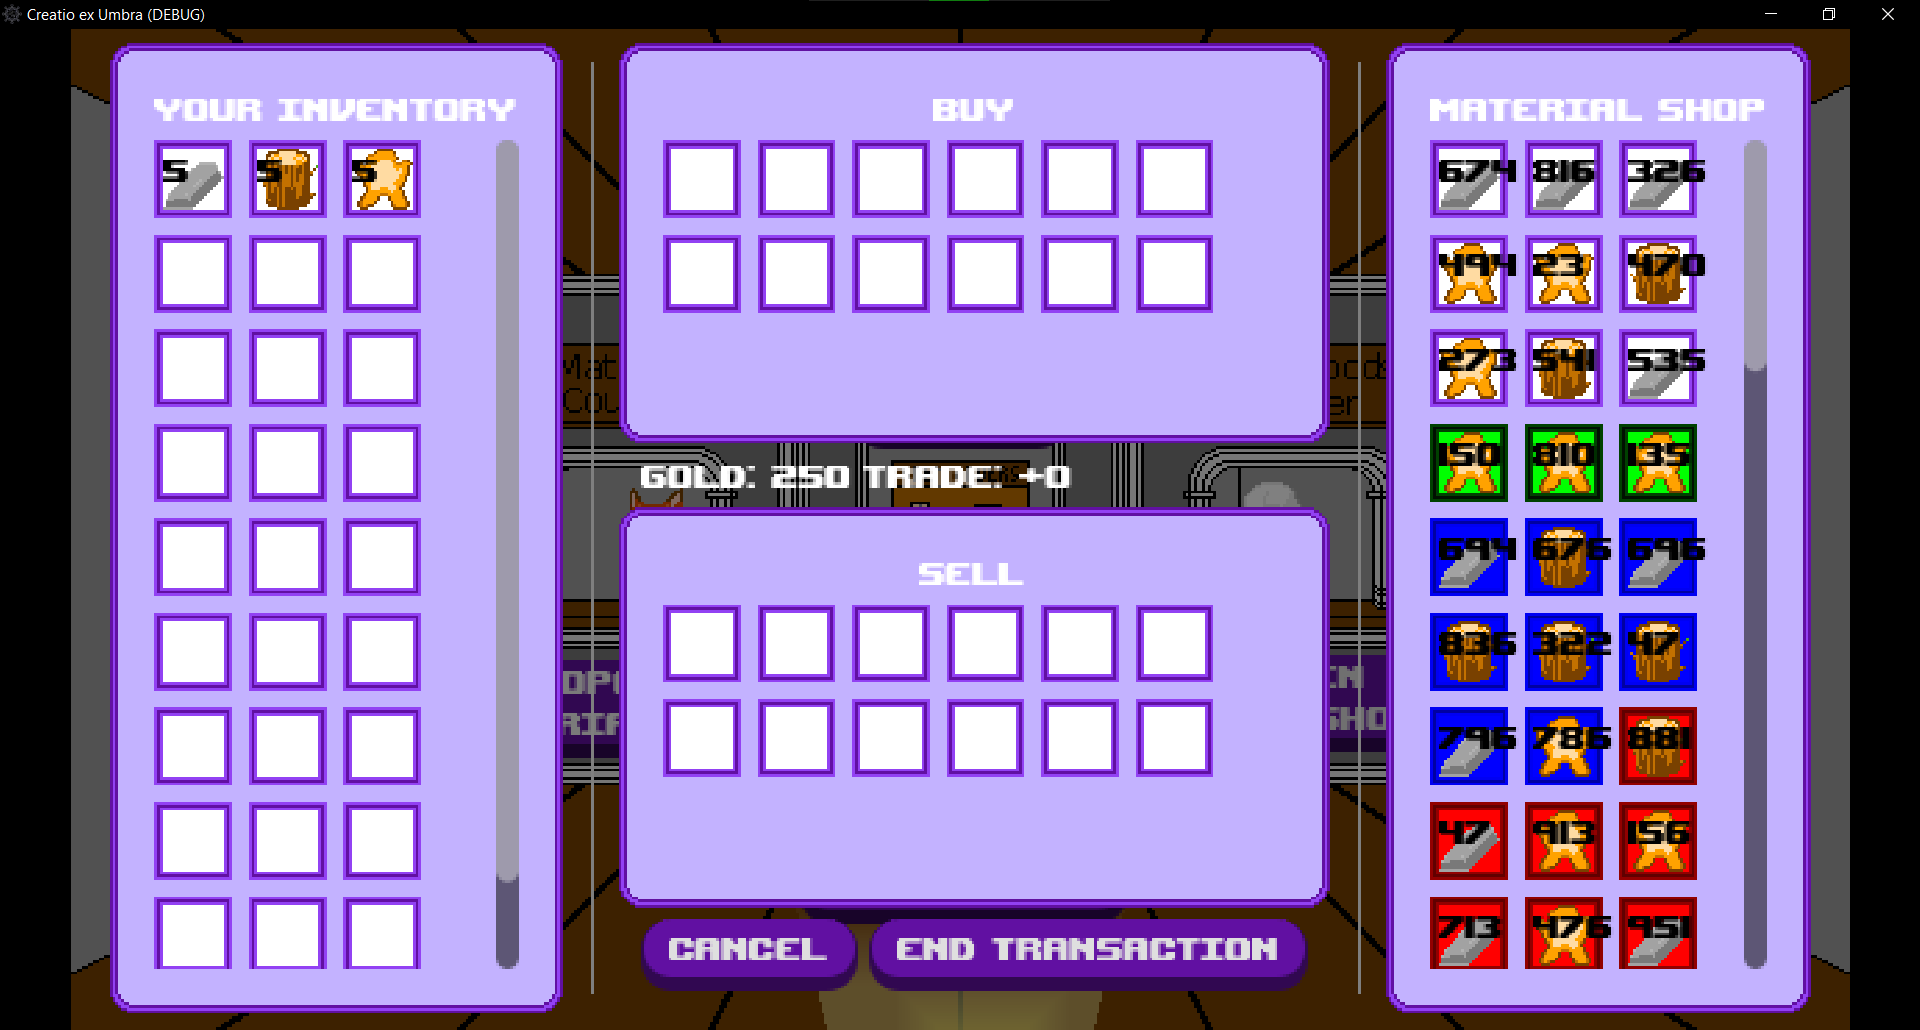 Creatio ex Umbra (DEBUG)
YOUR INVENTORY
5 5 5
BUY
GOLD: 250 TRADE: +0
SELL
CANCEL
END TRANSACTION
MATERIAL SHOP
674 816 326
494 23 470
273 541 535
150 810 135
694 676 696
836 322 47
796 786 881
47 913 156
713 476 951